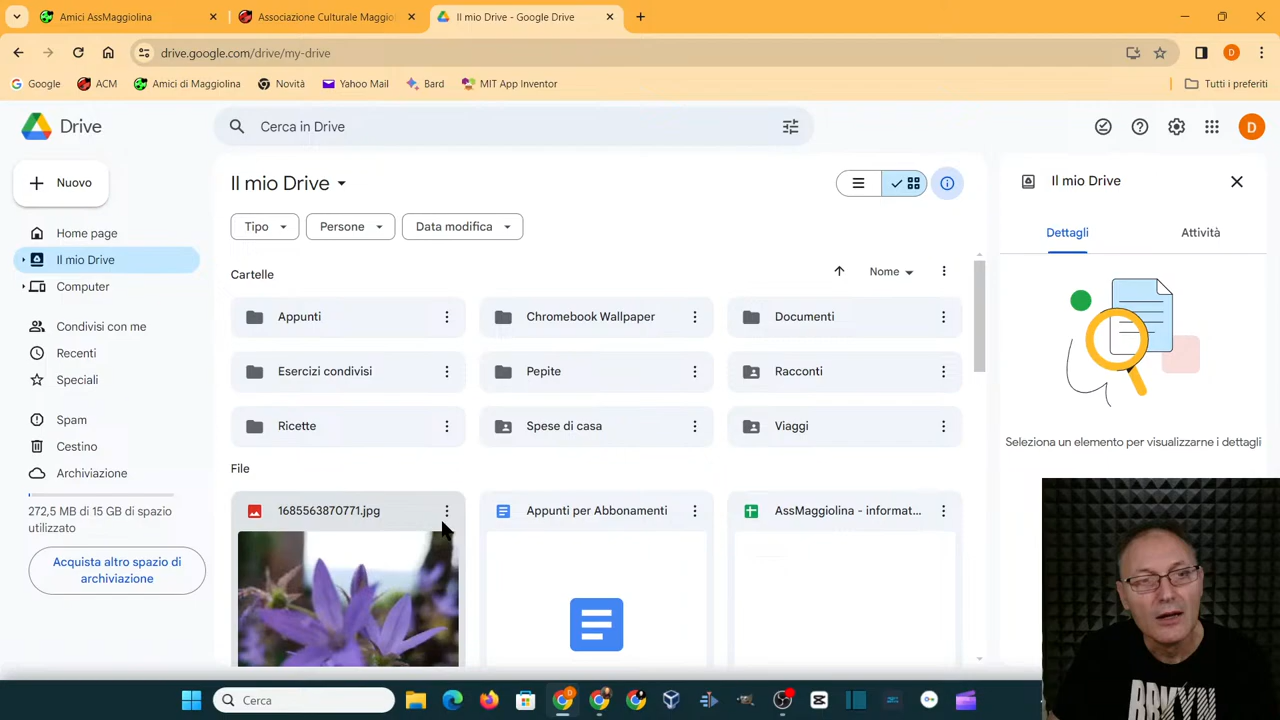 Amici AssMaggiolina
Associazione Culturale Maggiol
Il mio Drive - Google Drive
drive.google.com/drive/my-drive
Google
ACM
Amici di Maggiolina
Novità
Yahoo Mail
Bard
MIT App Inventor
Tutti i preferiti
Drive
Cerca in Drive
D
Nuovo
Il mio Drive
Il mio Drive
Tipo
Persone
Data modifica
Dettagli
Attività
Home page
Il mio Drive
Computer
Condivisi con me
Recenti
Speciali
Spam
Cestino
Archiviazione
272,5 MB di 15 GB di spazio
utilizzato
Acquista altro spazio di
archiviazione
Cartelle
Nome
Appunti
Chromebook Wallpaper
Documenti
Esercizi condivisi
Pepite
Racconti
Ricette
Spese di casa
Viaggi
File
1685563870771.jpg
Appunti per Abbonamenti
AssMaggiolina - informat...
Seleziona un elemento per visualizzarne i dettagli
Cerca